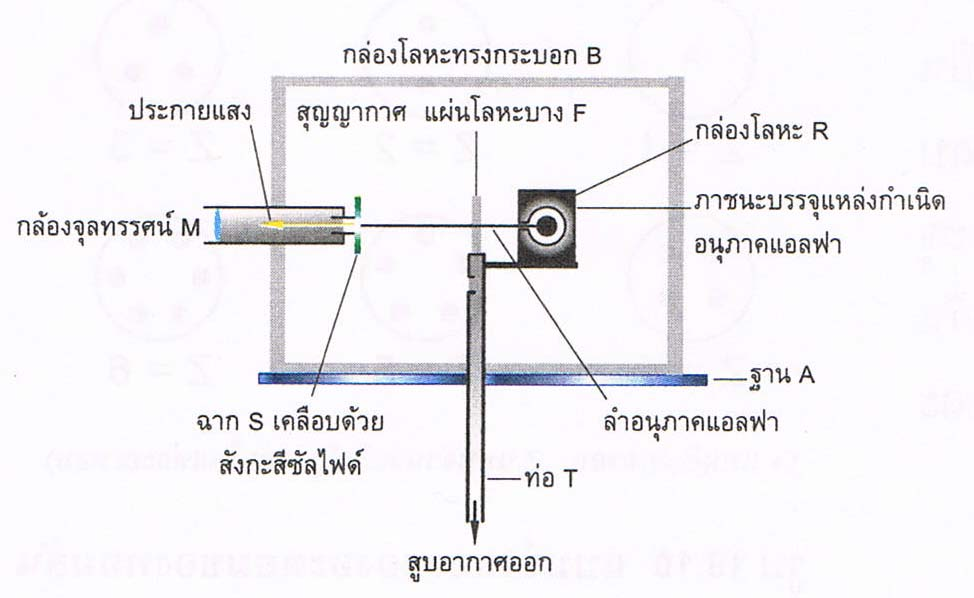 กล่องโลหะทรงกระบอก B
ประกายแสง
สุญญากาศ แผ่นโลหะบาง F
กล่องโลหะ R
กล้องจุลทรรศน์ M
ภาชนะบรรจุแหล่งกำเนิด
อนุภาคแอลฟา
ฐาน A
ฉาก S เคลือบด้วย
สังกะสีซัลไฟด์
ลำอนุภาคแอลฟา
ท่อ T
สูบอากาศออก